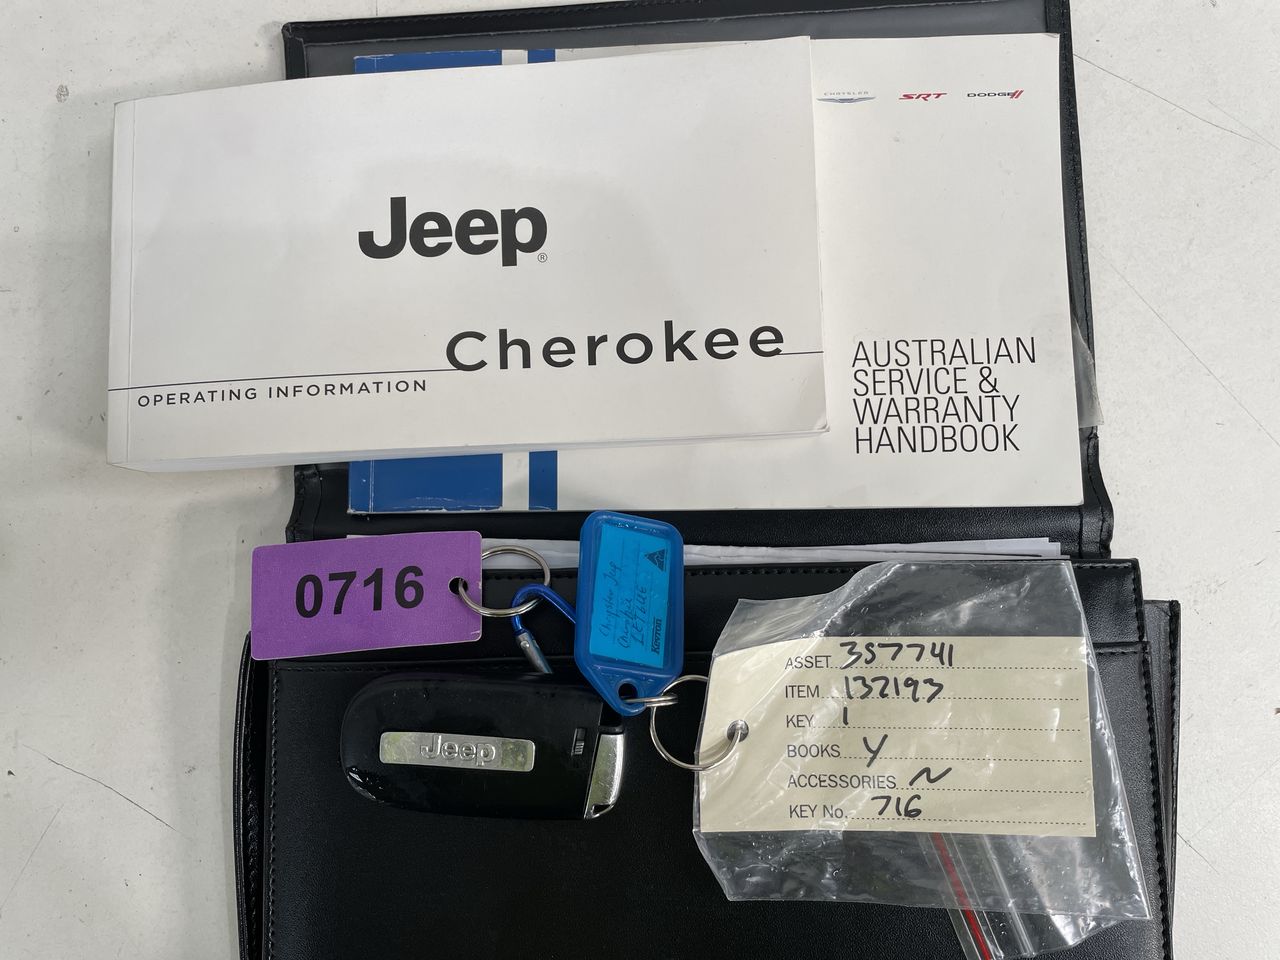 CHRYSLER SRT DODGE
Jeep®
Cherokee
OPERATING INFORMATION
AUSTRALIAN
SERVICE &
WARRANTY
HANDBOOK
0716
Kevron
Jeep
ASSET 357741
ITEM 132193
KEY 1
BOOKS Y
ACCESSORIES N
KEY No. 716